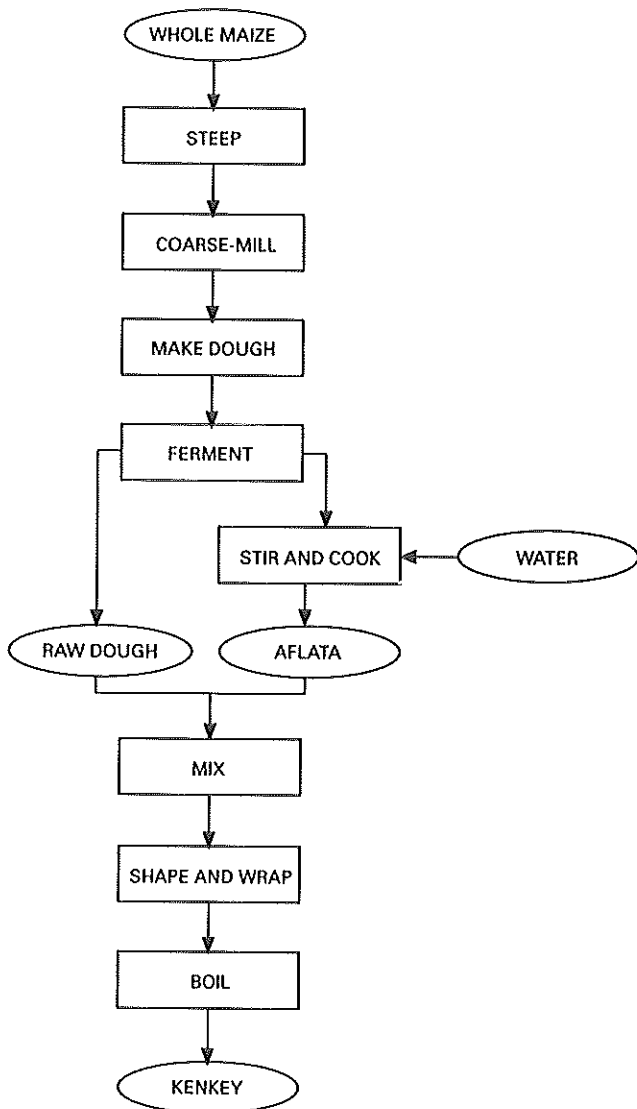 WHOLE MAIZE
STEEP
COARSE-MILL
MAKE DOUGH
FERMENT
STIR AND COOK
WATER
RAW DOUGH
AFLATA
MIX
SHAPE AND WRAP
BOIL
KENKEY